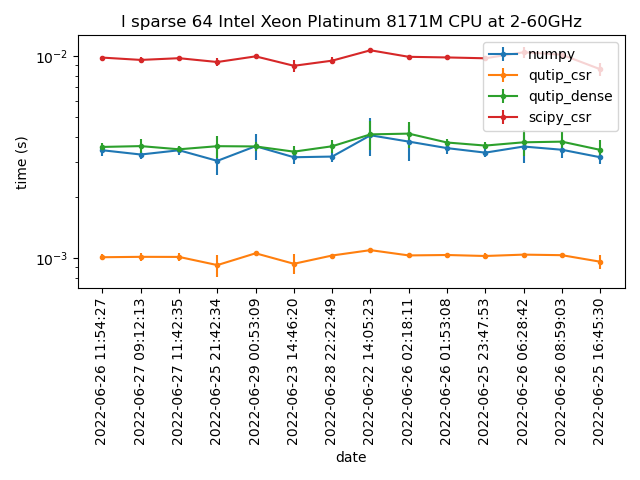 l sparse 64 Intel Xeon Platinum 8171M CPU at 2-60GHz
numpy
qutip_csr
qutip_dense
scipy_csr
time (s)
10⁻²
10⁻³
2022-06-26 11:54:27
2022-06-27 09:12:13
2022-06-27 11:42:35
2022-06-25 21:42:34
2022-06-29 00:53:09
2022-06-23 14:46:20
2022-06-28 22:22:49
2022-06-22 14:05:23
2022-06-26 02:18:11
2022-06-26 01:53:08
2022-06-25 23:47:53
2022-06-26 06:28:42
2022-06-26 08:59:03
2022-06-25 16:45:30
date